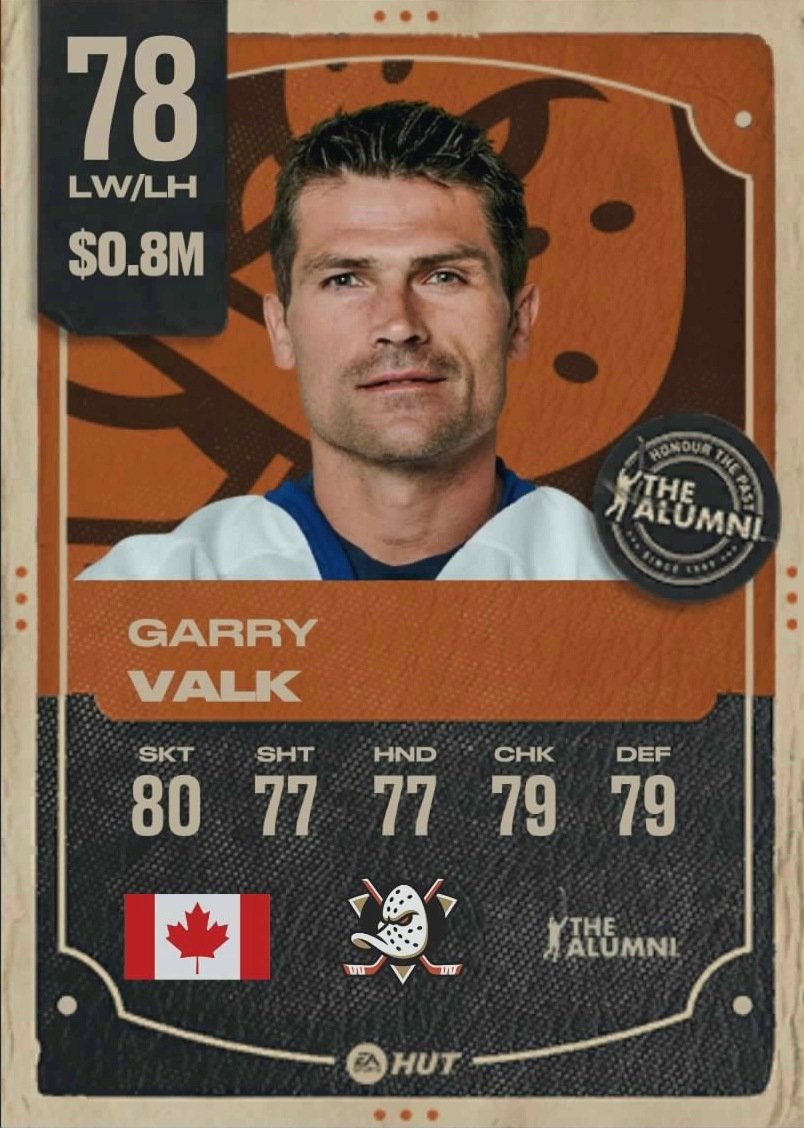 78
LW/LH
$0.8M
HONOUR THE PAST
THE
ALUMNI
GARRY
VALK
SKT SHT HND CHK DEF
80 77 77 79 79
THE
ALUMNI
EA
HUT